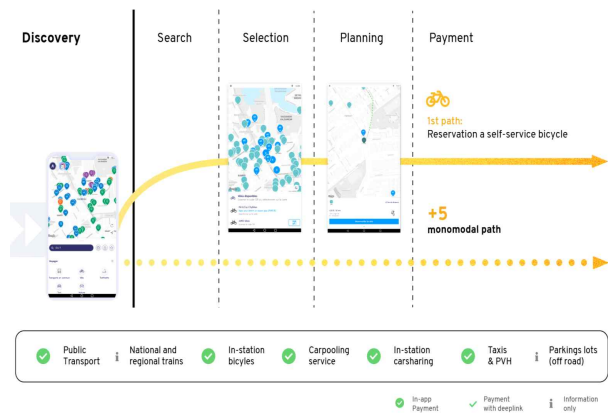 Discovery
Search
Selection
Planning
Payment
1st path:
Reservation a self-service bicycle
+5
monomodal path
Public
Transport
National and
regional trains
In-station
bicyles
Carpooling
service
In-station
carsharing
Taxis
& PVH
Parkings lots
(off road)
In-app
Payment
Payment
with deeplink
Information
only